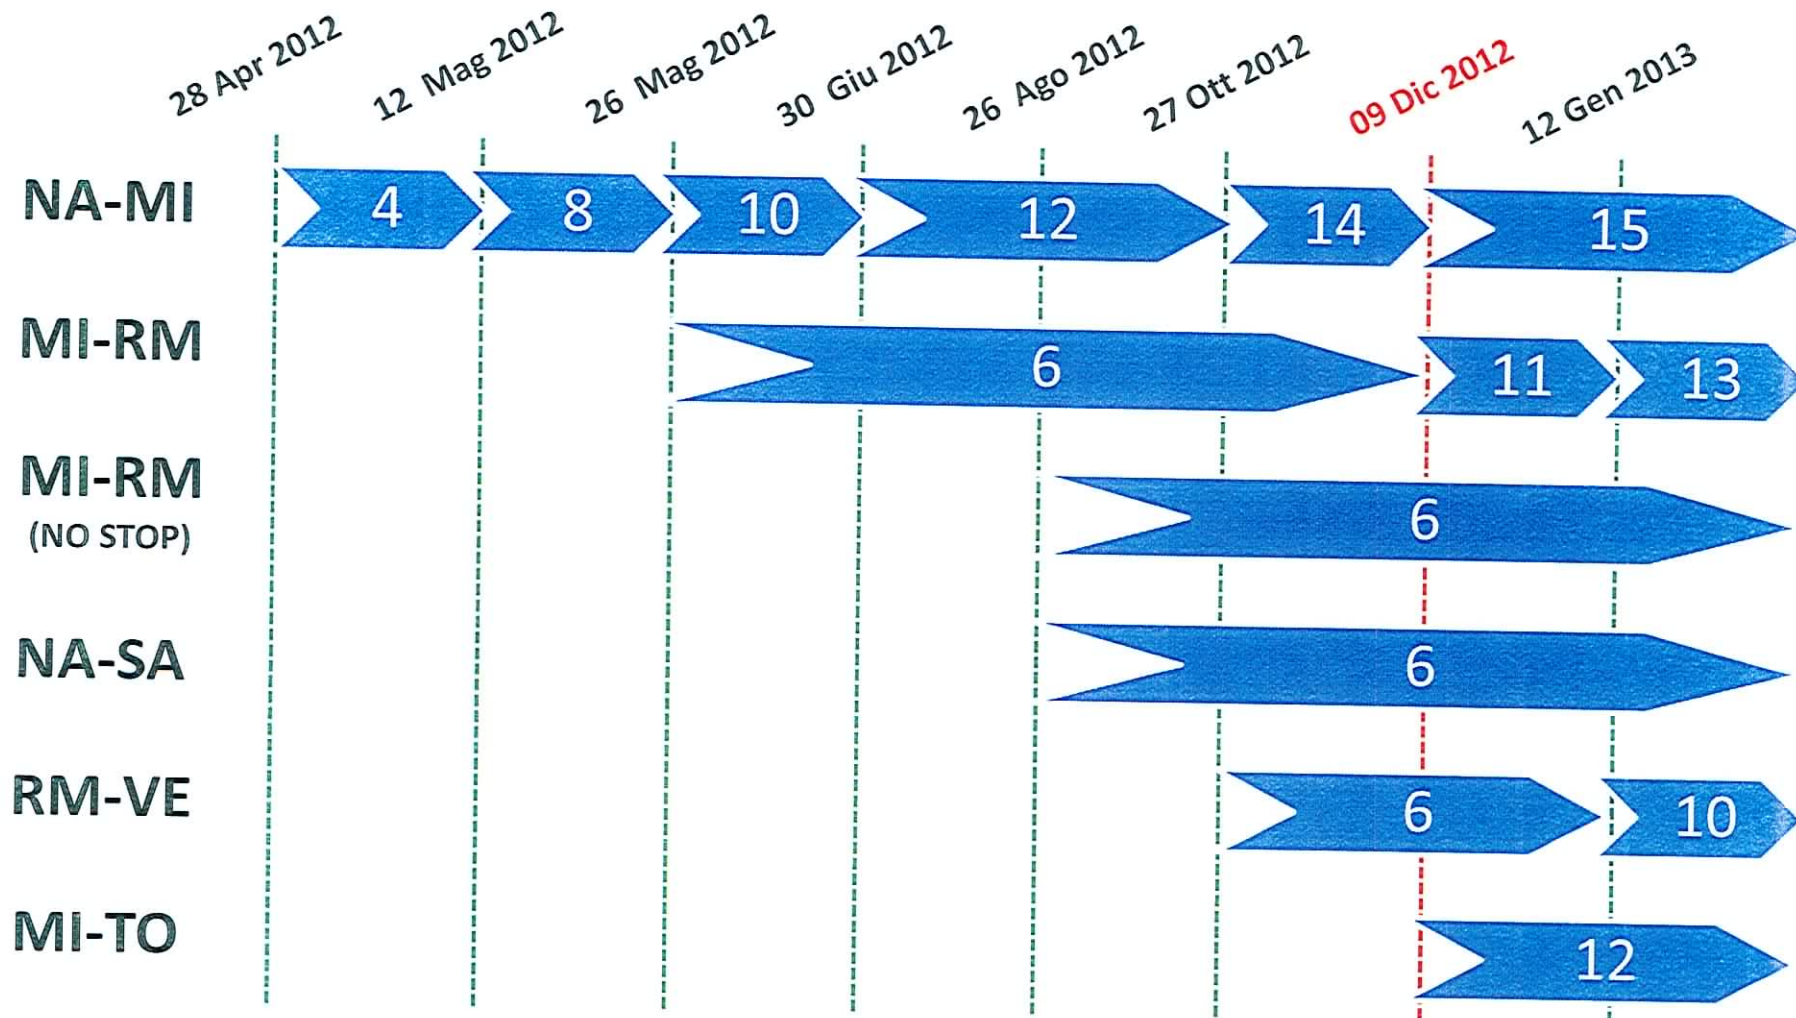 28 Apr 2012
12 Mag 2012
26 Mag 2012
30 Giu 2012
26 Ago 2012
27 Ott 2012
09 Dic 2012
12 Gen 2013
NA-MI 4 8 10 12 14 15
MI-RM 6 11 13
MI-RM 6
(NO STOP)
NA-SA 6
RM-VE 6 10
MI-TO 12